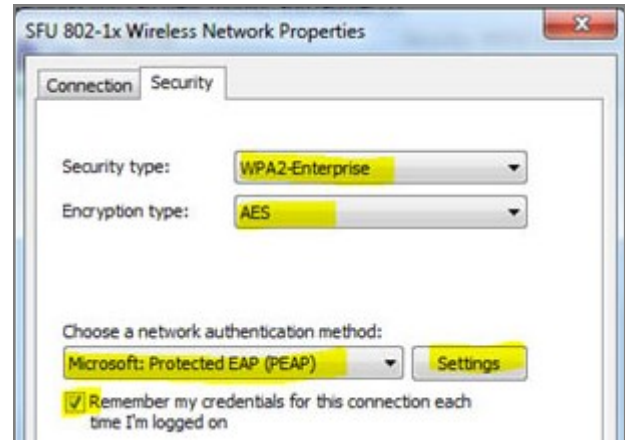 SFU 802-1x Wireless Network Properties
Connection Security
Security type: WPA2-Enterprise
Encryption type: AES
Choose a network authentication method:
Microsoft: Protected EAP (PEAP) Settings
Remember my credentials for this connection each
time I'm logged on